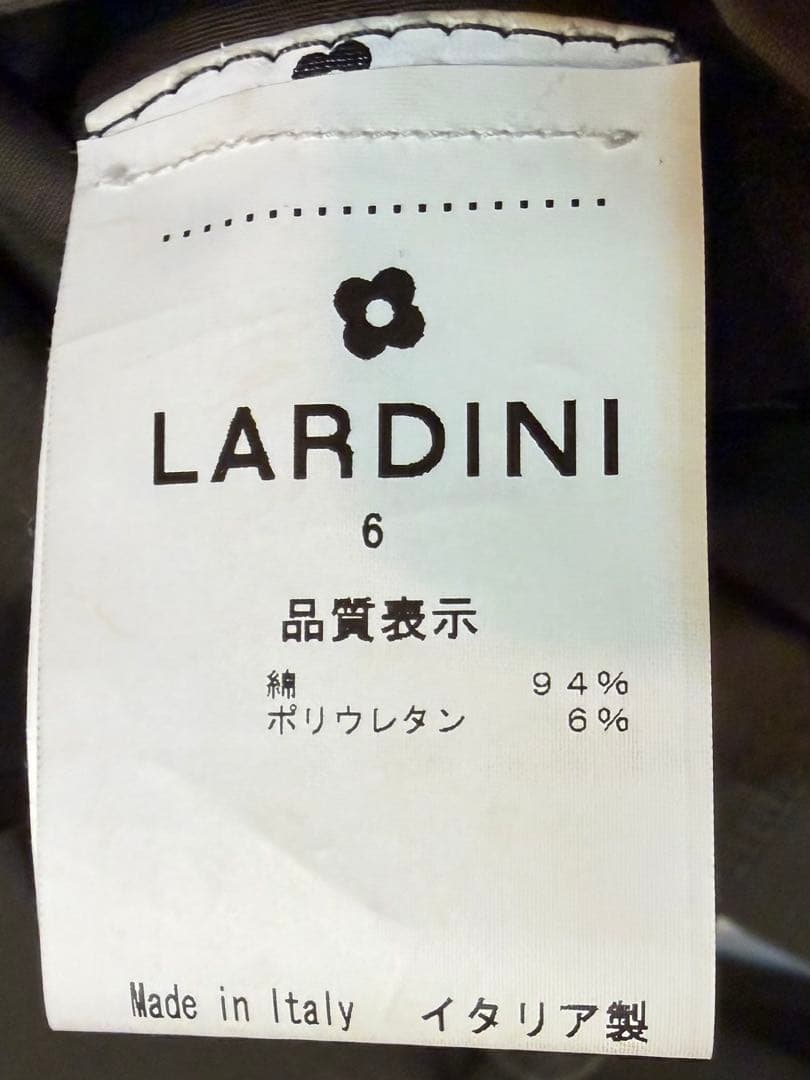 LARDINI
6
品質表示
綿 94%
ポリウレタン 6%
Made in Italy イタリア製